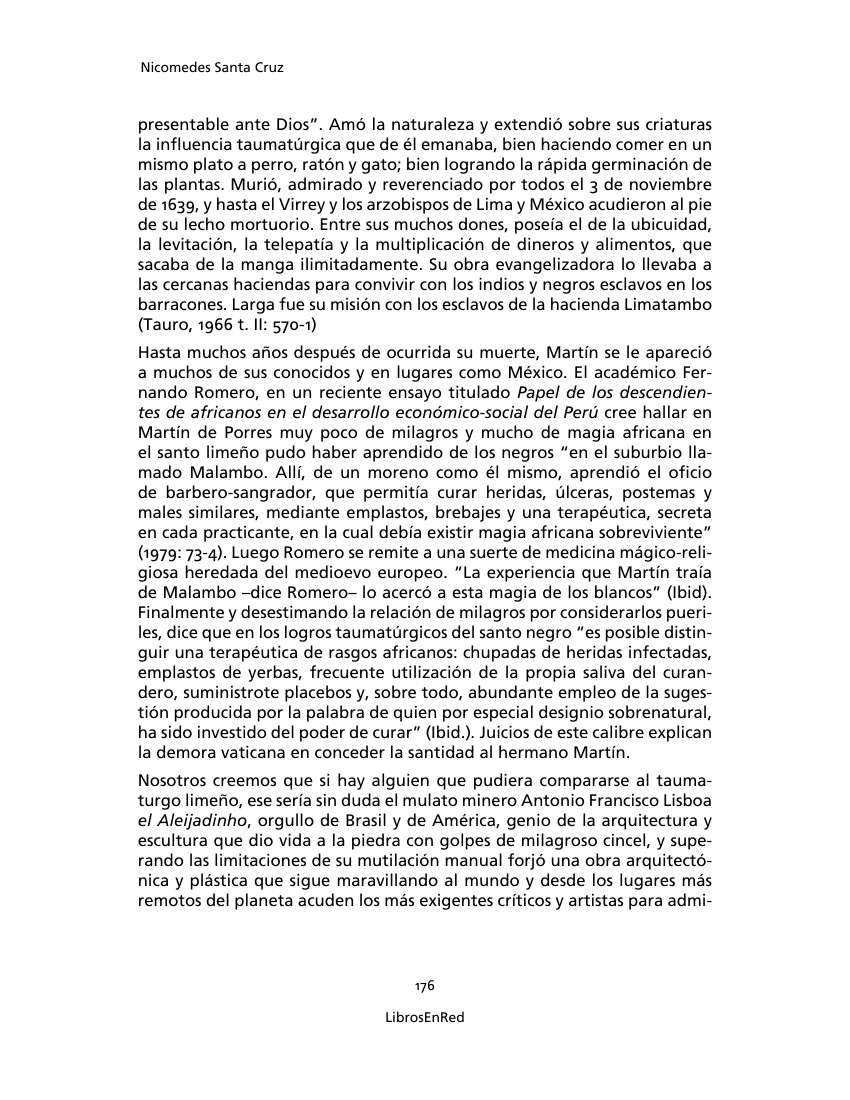 Nicomedes Santa Cruz
presentable ante Dios”. Amó la naturaleza y extendió sobre sus criaturas
la influencia taumatúrgica que de él emanaba, bien haciendo comer en un
mismo plato a perro, ratón y gato; bien logrando la rápida germinación de
las plantas. Murió, admirado y reverenciado por todos el 3 de noviembre
de 1639, y hasta el Virrey y los arzobispos de Lima y México acudieron al pie
de su lecho mortuorio. Entre sus muchos dones, poseía el de la ubicuidad,
la levitación, la telepatía y la multiplicación de dineros y alimentos, que
sacaba de la manga ilimitadamente. Su obra evangelizadora lo llevaba a
las cercanas haciendas para convivir con los indios y negros esclavos en los
barracones. Larga fue su misión con los esclavos de la hacienda Limatambo
(Tauro, 1966 t. II: 570-1)
Hasta muchos años después de ocurrida su muerte, Martín se le apareció
a muchos de sus conocidos y en lugares como México. El académico Fer-
nando Romero, en un reciente ensayo titulado Papel de los descendien-
tes de africanos en el desarrollo económico-social del Perú cree hallar en
Martín de Porres muy poco de milagros y mucho de magia africana en
el santo limeño pudo haber aprendido de los negros “en el suburbio lla-
mado Malambo. Allí, de un moreno como él mismo, aprendió el oficio
de barbero-sangrador, que permitía curar heridas, úlceras, postemas y
males similares, mediante emplastos, brebajes y una terapéutica, secreta
en cada practicante, en la cual debía existir magia africana sobreviviente”
(1979: 73-4). Luego Romero se remite a una suerte de medicina mágico-reli-
giosa heredada del medioevo europeo. “La experiencia que Martín traía
de Malambo –dice Romero– lo acercó a esta magia de los blancos” (Ibid).
Finalmente y desestimando la relación de milagros por considerarlos pueri-
les, dice que en los logros taumatúrgicos del santo negro “es posible distin-
guir una terapéutica de rasgos africanos: chupadas de heridas infectadas,
emplastos de yerbas, frecuente utilización de la propia saliva del curan-
dero, suministrote placebos y, sobre todo, abundante empleo de la suges-
tión producida por la palabra de quien por especial designio sobrenatural,
ha sido investido del poder de curar” (Ibid.). Juicios de este calibre explican
la demora vaticana en conceder la santidad al hermano Martín.
Nosotros creemos que si hay alguien que pudiera compararse al tauma-
turgo limeño, ese sería sin duda el mulato minero Antonio Francisco Lisboa
el Aleijadinho, orgullo de Brasil y de América, genio de la arquitectura y
escultura que dio vida a la piedra con golpes de milagroso cincel, y supe-
rando las limitaciones de su mutilación manual forjó una obra arquitectó-
nica y plástica que sigue maravillando al mundo y desde los lugares más
remotos del planeta acuden los más exigentes críticos y artistas para admi-
176
LibrosEnRed